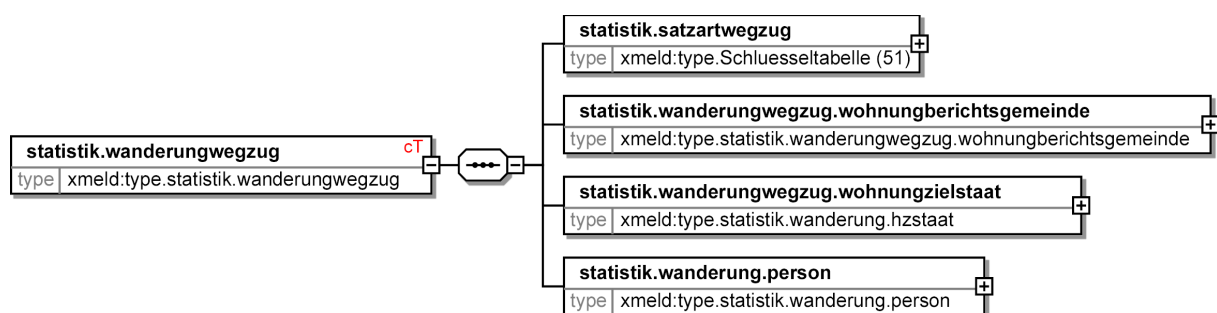 statistik.satzartwegzug
type xmeld:type.Schluesseltabelle (51)
statistik.wanderungwegzug.wohnungberichtsgemeinde
type xmeld:type.statistik.wanderungwegzug.wohnungberichtsgemeinde
statistik.wanderungwegzug cT
type xmeld:type.statistik.wanderungwegzug
statistik.wanderungwegzug.wohnungzielstaat
type xmeld:type.statistik.wanderung.hzstaat
statistik.wanderung.person
type xmeld:type.statistik.wanderung.person